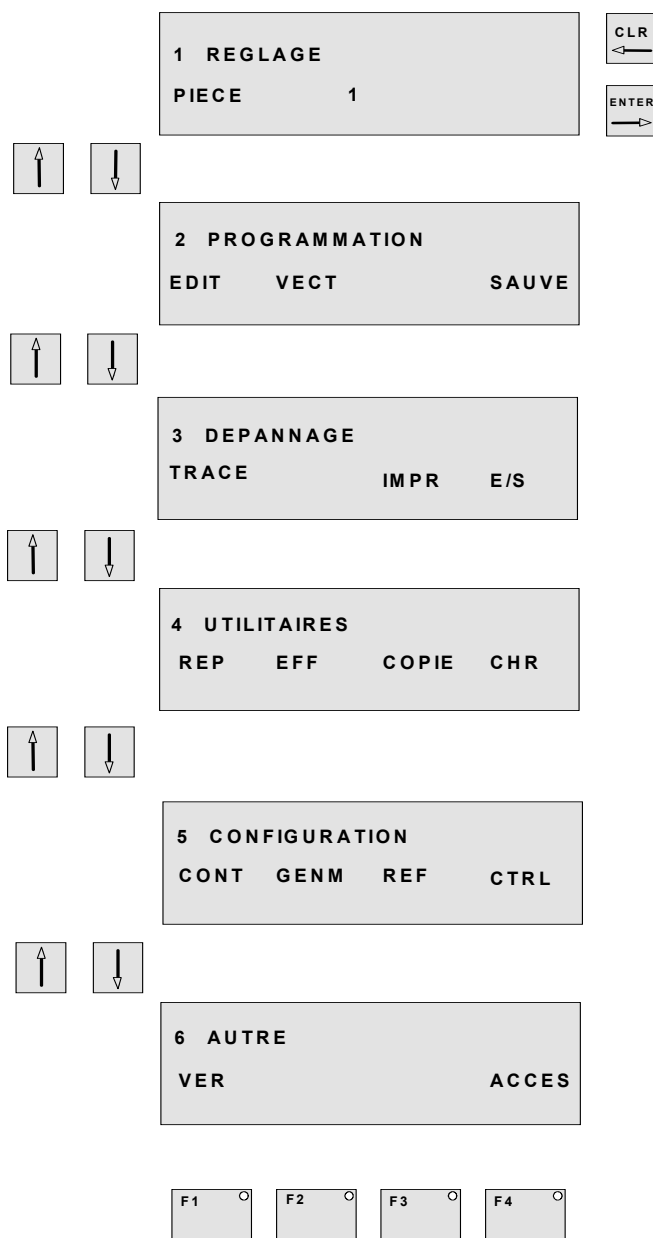 1 REGLAGE
PIECE 1
CLR
ENTER
2 PROGRAMMATION
EDIT VECT SAUVE
3 DEPANNAGE
TRACE IMPR E/S
4 UTILITAIRES
REP EFF COPIE CHR
5 CONFIGURATION
CONT GENM REF CTRL
6 AUTRE
VER ACCES
F1 F2 F3 F4